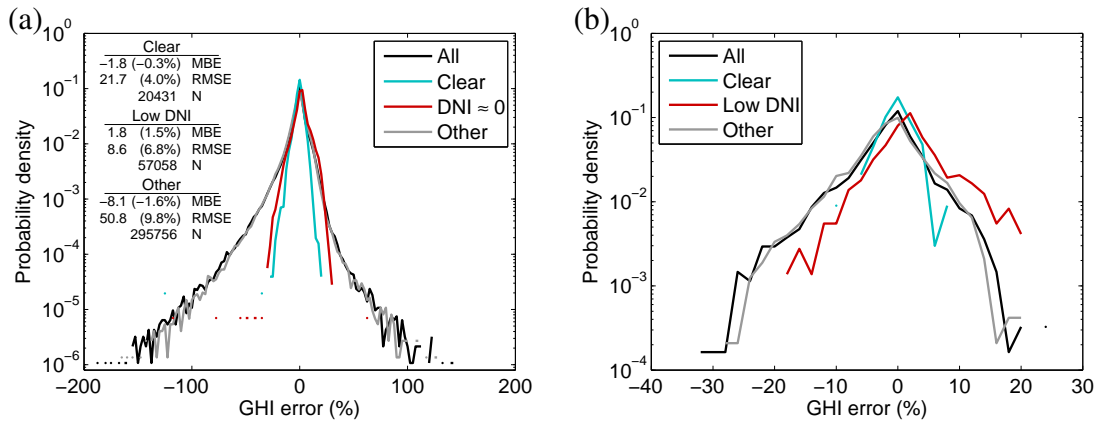 (a)
10^0
10^−1
10^−2
10^−3
10^−4
10^−5
10^−6
Probability density
Clear
−1.8 (−0.3%) MBE
21.7 (4.0%) RMSE
20431 N
Low DNI
1.8 (1.5%) MBE
8.6 (6.8%) RMSE
57058 N
Other
−8.1 (−1.6%) MBE
50.8 (9.8%) RMSE
295756 N
All
Clear
DNI ≈ 0
Other
−200 −100 0 100 200
GHI error (%)
(b)
10^0
10^−1
10^−2
10^−3
10^−4
Probability density
All
Clear
Low DNI
Other
−40 −30 −20 −10 0 10 20 30
GHI error (%)